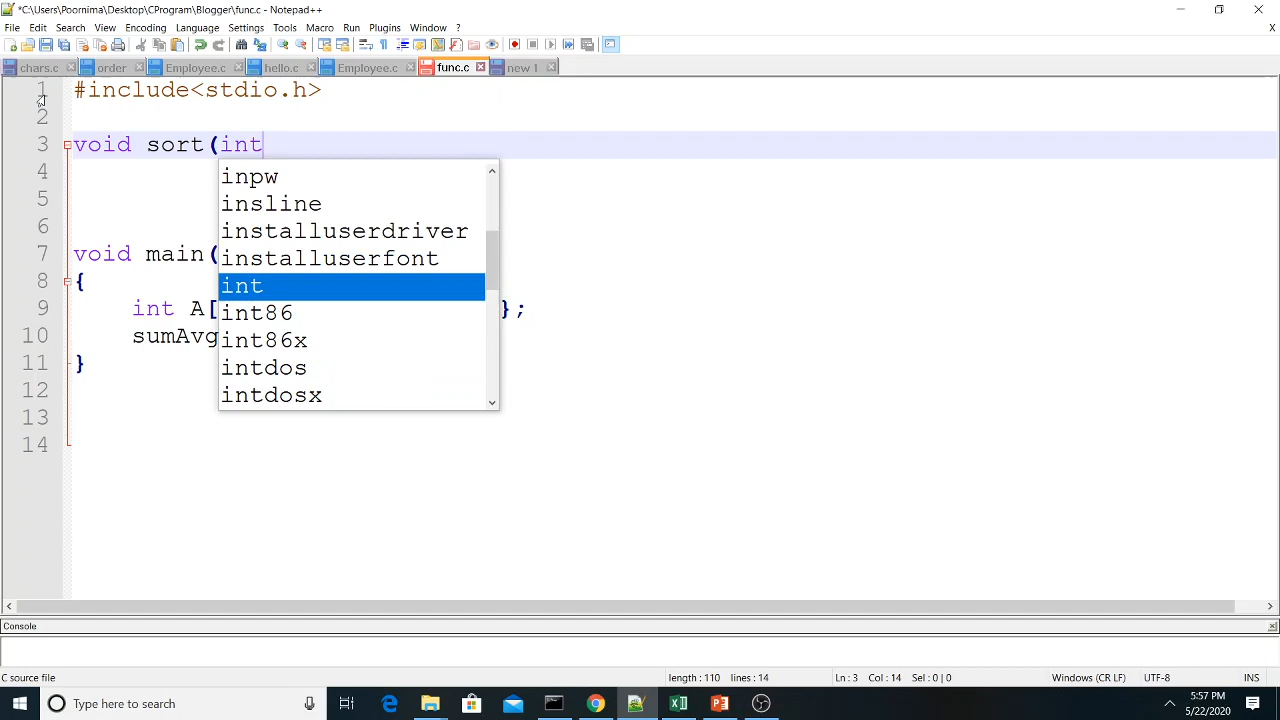 *C:\Users\Poornima\Desktop\CProgram\Blogger\func.c - Notepad++
File Edit Search View Encoding Language Settings Tools Macro Run Plugins Window ? X
chars.c order Employee.c hello.c Employee.c func.c new 1
1 #include<stdio.h>
2
3 void sort(int
inpw
4
insline
5
installuserdriver
6
7 void main(
installuserfont
8 {
int
9 int A[ };
int86
10 sumAvg
int86x
11 }
intdos
12
intdosx
13
14
Console
C source file length : 110 lines : 14 Ln : 3 Col : 14 Sel : 0 | 0 Windows (CR LF) UTF-8 INS
Type here to search
5:57 PM
5/22/2020